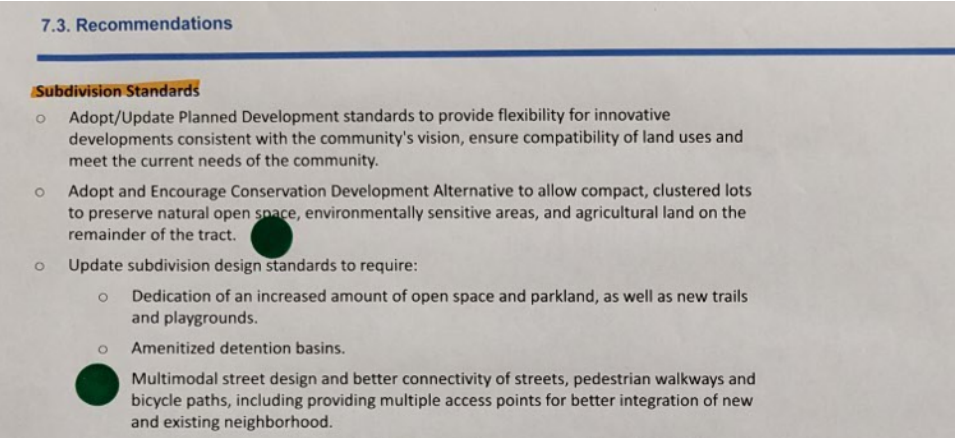 7.3. Recommendations
Subdivision Standards
o Adopt/Update Planned Development standards to provide flexibility for innovative
developments consistent with the community's vision, ensure compatibility of land uses and
meet the current needs of the community.
o Adopt and Encourage Conservation Development Alternative to allow compact, clustered lots
to preserve natural open space, environmentally sensitive areas, and agricultural land on the
remainder of the tract.
o Update subdivision design standards to require:
o Dedication of an increased amount of open space and parkland, as well as new trails
and playgrounds.
o Amenitized detention basins.
Multimodal street design and better connectivity of streets, pedestrian walkways and
bicycle paths, including providing multiple access points for better integration of new
and existing neighborhood.